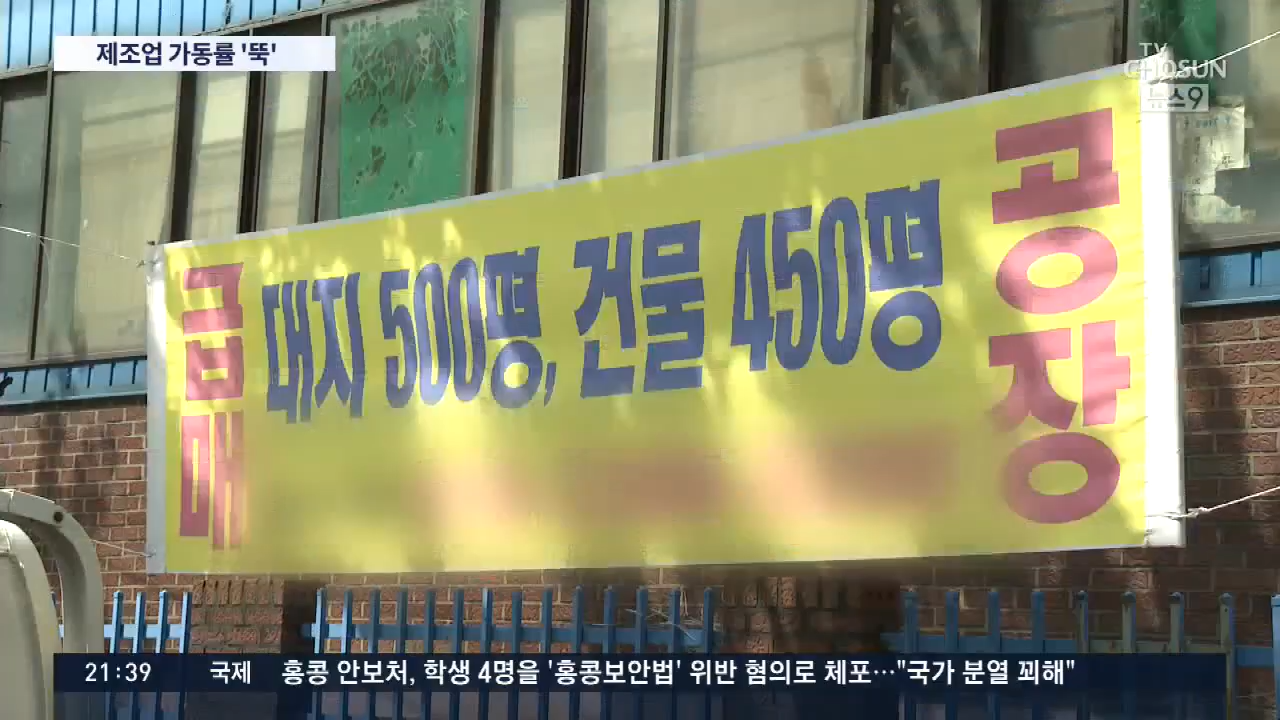 제조업 가동률 '뚝'
TV
CHOSUN
뉴스9
급매
대지 500평, 건물 450평
공장
21:39 국제 홍콩 안보처, 학생 4명을 '홍콩보안법' 위반 혐의로 체포…"국가 분열 꾀해"